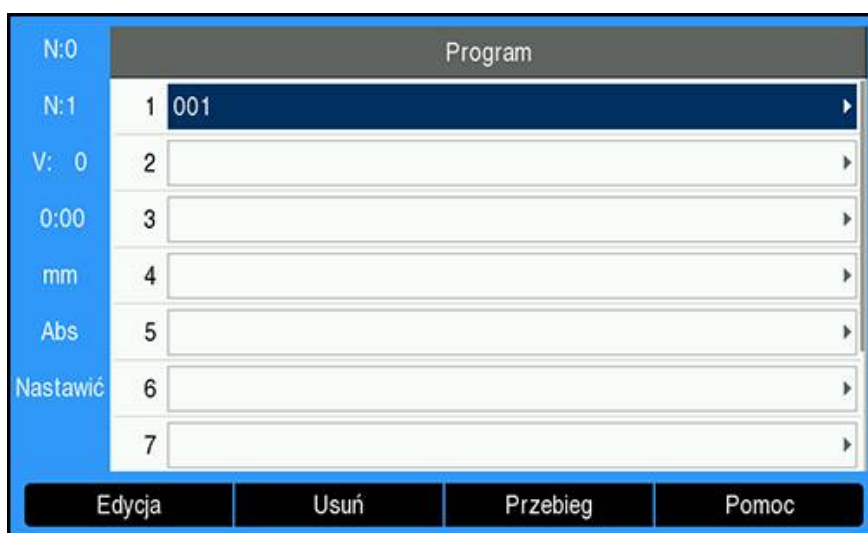 N:0
Program
N:1
1 001
V: 0
2
0:00
3
mm
4
Abs
5
Nastawić
6
7
Edycja Usuń Przebieg Pomoc